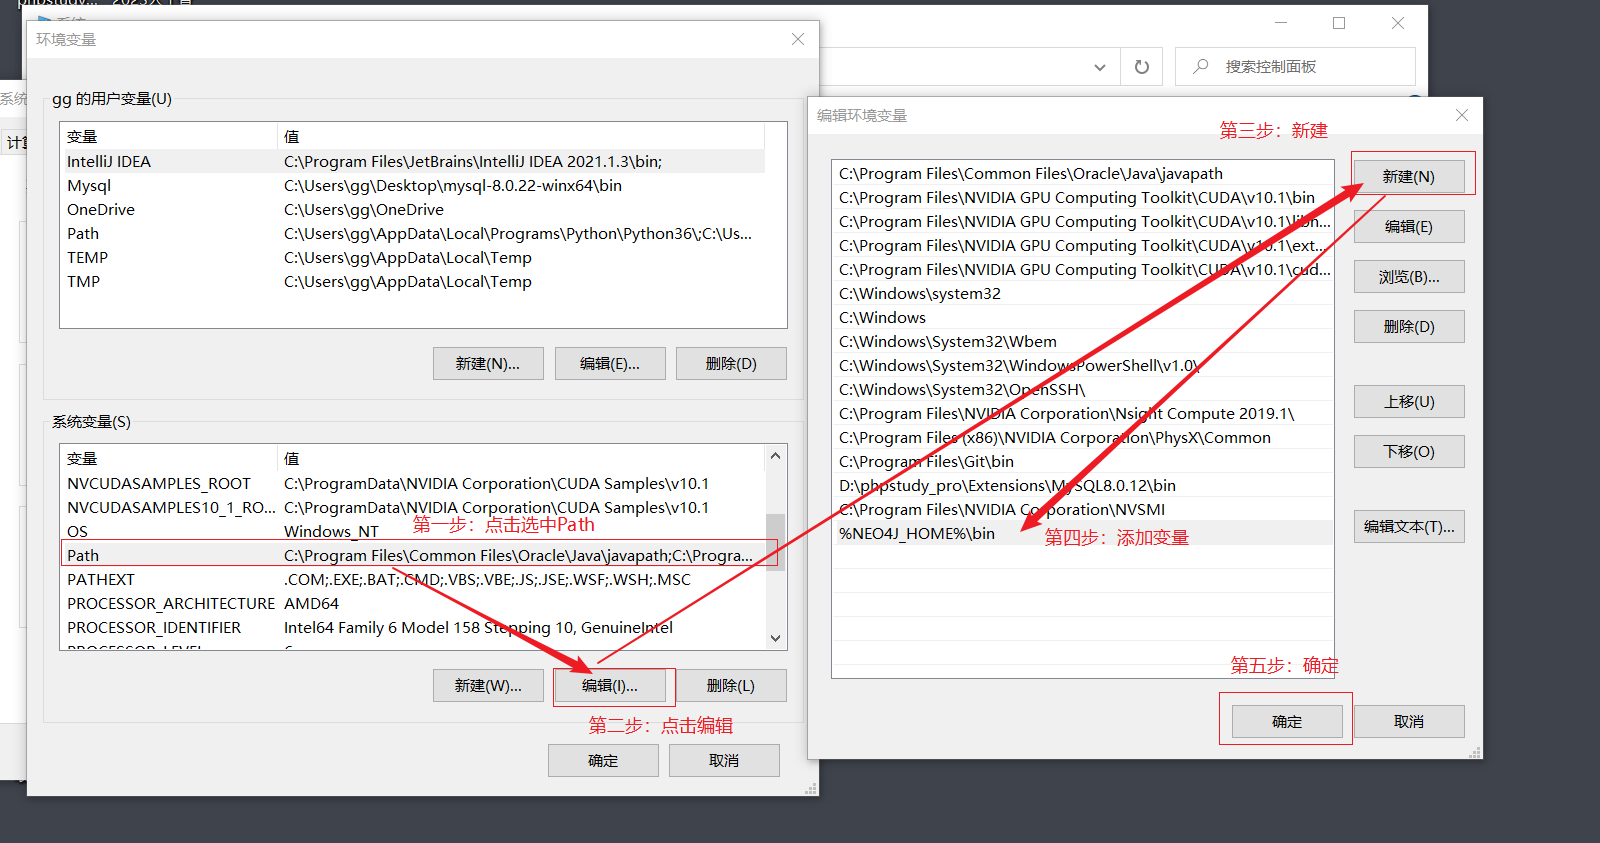 搜索控制面板
环境变量
gg 的用户变量(U)
变量 值
IntelliJ IDEA C:\Program Files\JetBrains\IntelliJ IDEA 2021.1.3\bin;
Mysql C:\Users\gg\Desktop\mysql-8.0.22-winx64\bin
OneDrive C:\Users\gg\OneDrive
Path C:\Users\gg\AppData\Local\Programs\Python\Python36\;C:\Us...
TEMP C:\Users\gg\AppData\Local\Temp
TMP C:\Users\gg\AppData\Local\Temp
新建(N)... 编辑(E)... 删除(D)
系统变量(S)
变量 值
NVCUDASAMPLES_ROOT C:\ProgramData\NVIDIA Corporation\CUDA Samples\v10.1
NVCUDASAMPLES10_1_RO... C:\ProgramData\NVIDIA Corporation\CUDA Samples\v10.1
OS Windows_NT
第一步：点击选中Path
Path C:\Program Files\Common Files\Oracle\Java\javapath;C:\Progra...
PATHEXT .COM;.EXE;.BAT;.CMD;.VBS;.VBE;.JS;.JSE;.WSF;.WSH;.MSC
PROCESSOR_ARCHITECTURE AMD64
PROCESSOR_IDENTIFIER Intel64 Family 6 Model 158 Stepping 10, GenuineIntel
新建(W)... 编辑(I)... 删除(L)
第二步：点击编辑
确定 取消
编辑环境变量
第三步：新建
C:\Program Files\Common Files\Oracle\Java\javapath
C:\Program Files\NVIDIA GPU Computing Toolkit\CUDA\v10.1\bin
C:\Program Files\NVIDIA GPU Computing Toolkit\CUDA\v10.1\libn...
C:\Program Files\NVIDIA GPU Computing Toolkit\CUDA\v10.1\ext...
C:\Program Files\NVIDIA GPU Computing Toolkit\CUDA\v10.1\cud...
C:\Windows\system32
C:\Windows
C:\Windows\System32\Wbem
C:\Windows\System32\WindowsPowerShell\v1.0\
C:\Windows\System32\OpenSSH\
C:\Program Files\NVIDIA Corporation\Nsight Compute 2019.1\
C:\Program Files (x86)\NVIDIA Corporation\PhysX\Common
C:\Program Files\Git\bin
D:\phpstudy_pro\Extensions\MySQL8.0.12\bin
C:\Program Files\NVIDIA Corporation\NVSMI
%NEO4J_HOME%\bin
第四步：添加变量
新建(N)
编辑(E)
浏览(B)...
删除(D)
上移(U)
下移(O)
编辑文本(T)...
第五步：确定
确定 取消